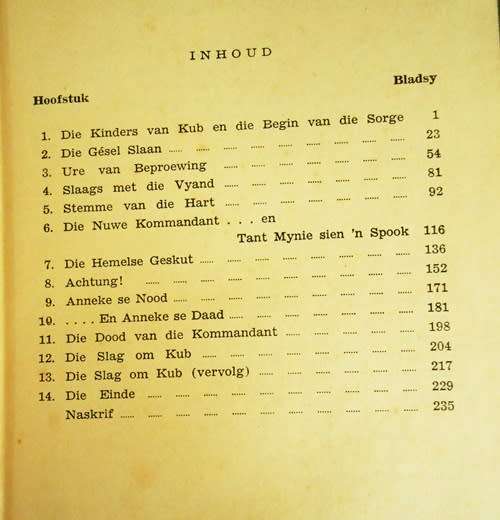 INHOUD
Hoofstuk Bladsy
1. Die Kinders van Kub en die Begin van die Sorge 1
2. Die Gésel Slaan ...... ...... ...... ...... ...... ...... ...... ...... 23
3. Ure van Beproewing ...... ...... ...... ...... ...... ...... ...... 54
4. Slaags met die Vyand ...... ...... ...... ...... ...... ...... ...... 81
5. Stemme van die Hart ...... ...... ...... ...... ...... ...... ...... 92
6. Die Nuwe Kommandant . . . . en
Tant Mynie sien 'n Spook 116
7. Die Hemelse Geskut ...... ...... ...... ...... ...... ...... ...... 136
8. Achtung! ...... ...... ...... ...... ...... ...... ...... ...... ...... 152
9. Anneke se Nood ...... ...... ...... ...... ...... ...... ...... ...... 171
10. . . . . En Anneke se Daad ...... ...... ...... ...... ...... ...... 181
11. Die Dood van die Kommandant ...... ...... ...... ...... ...... 198
12. Die Slag om Kub ...... ...... ...... ...... ...... ...... ...... 204
13. Die Slag om Kub (vervolg) ...... ...... ...... ...... ...... 217
14. Die Einde ...... ...... ...... ...... ...... ...... ...... ...... ...... 229
Naskrif ...... ...... ...... ...... ...... ...... ...... ...... ...... ...... 235